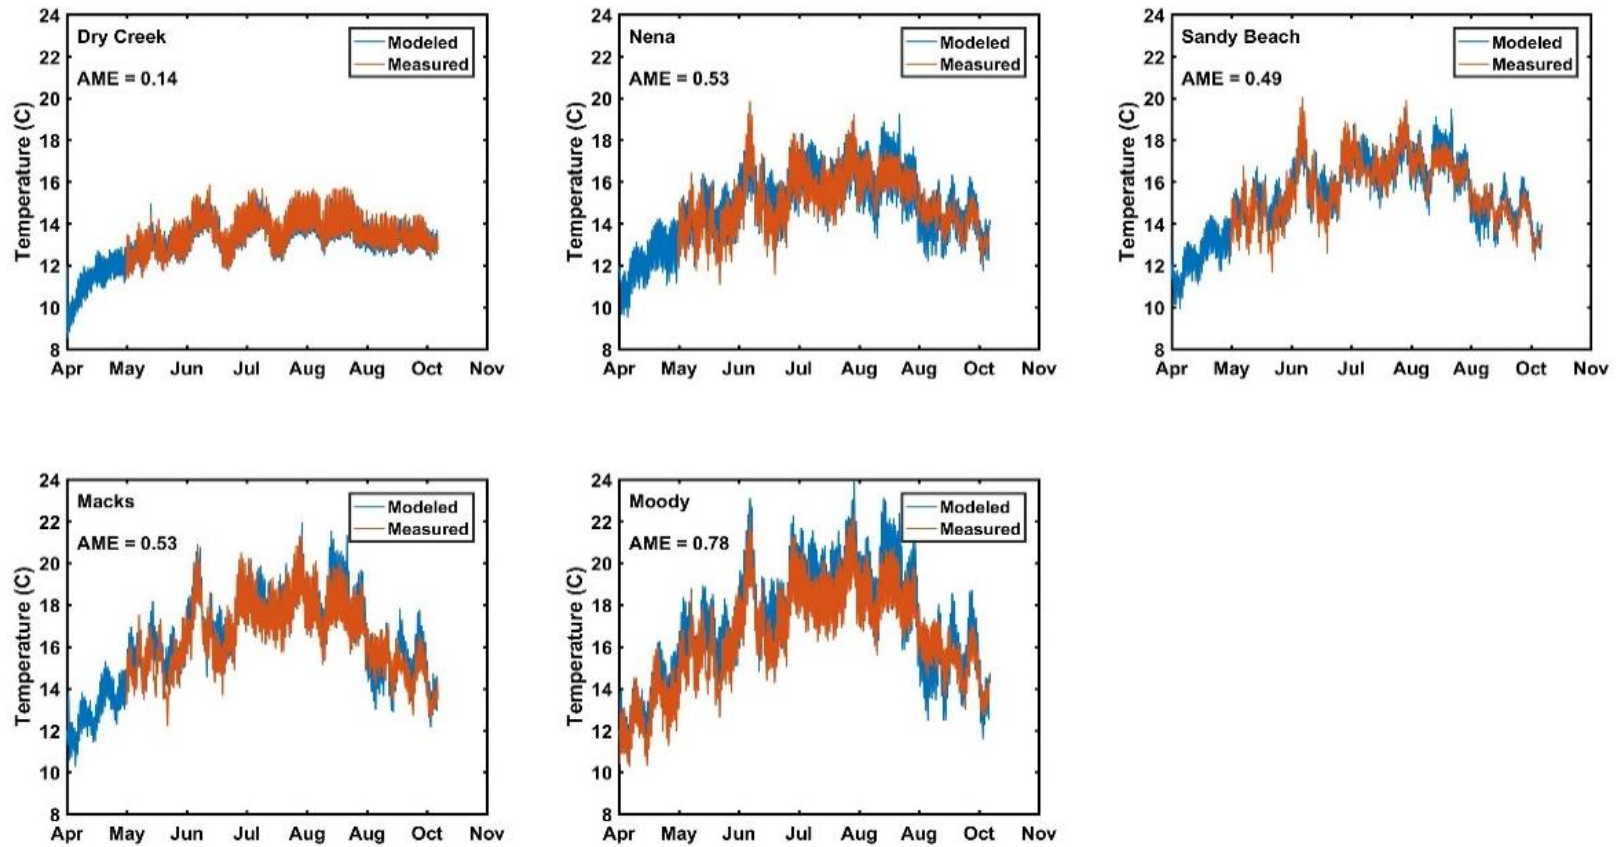 24
22
20
18
16
14
12
10
8
Temperature (C)
Dry Creek
AME = 0.14
Modeled
Measured
Apr May Jun Jul Aug Aug Oct Nov
24
22
20
18
16
14
12
10
8
Temperature (C)
Nena
AME = 0.53
Modeled
Measured
Apr May Jun Jul Aug Aug Oct Nov
24
22
20
18
16
14
12
10
8
Temperature (C)
Sandy Beach
AME = 0.49
Modeled
Measured
Apr May Jun Jul Aug Aug Oct Nov
24
22
20
18
16
14
12
10
8
Temperature (C)
Macks
AME = 0.53
Modeled
Measured
Apr May Jun Jul Aug Aug Oct Nov
24
22
20
18
16
14
12
10
8
Temperature (C)
Moody
AME = 0.78
Modeled
Measured
Apr May Jun Jul Aug Aug Oct Nov